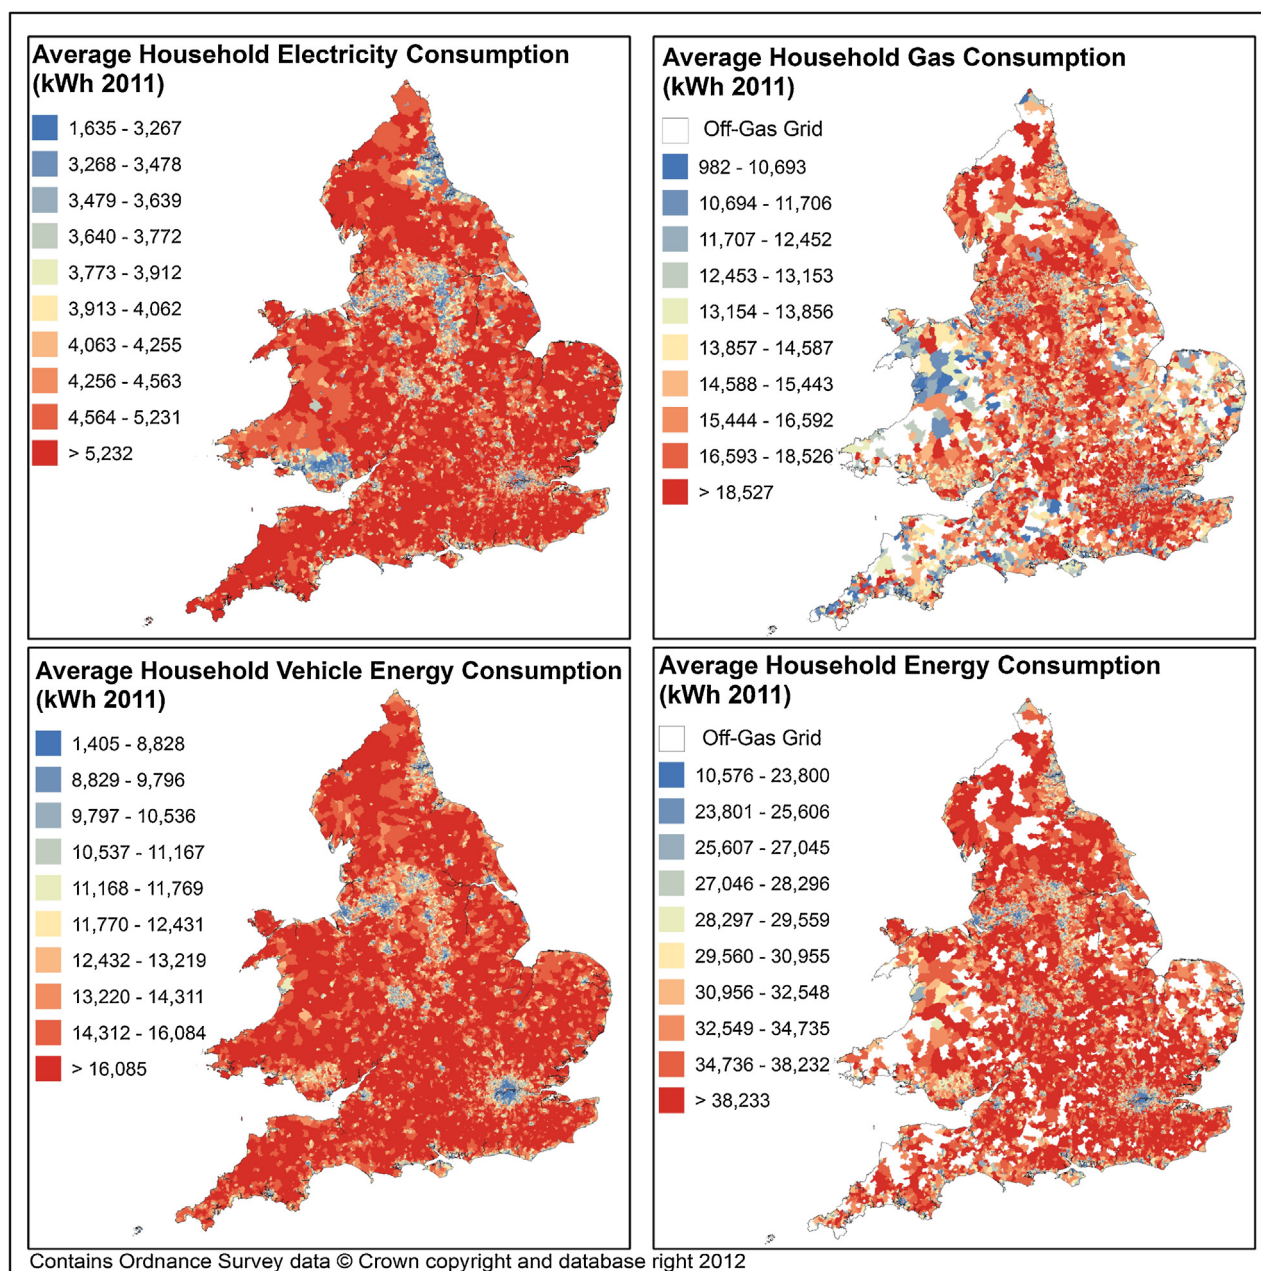 Average Household Electricity Consumption
(kWh 2011)
1,635 - 3,267
3,268 - 3,478
3,479 - 3,639
3,640 - 3,772
3,773 - 3,912
3,913 - 4,062
4,063 - 4,255
4,256 - 4,563
4,564 - 5,231
> 5,232
Average Household Gas Consumption
(kWh 2011)
Off-Gas Grid
982 - 10,693
10,694 - 11,706
11,707 - 12,452
12,453 - 13,153
13,154 - 13,856
13,857 - 14,587
14,588 - 15,443
15,444 - 16,592
16,593 - 18,526
> 18,527
Average Household Vehicle Energy Consumption
(kWh 2011)
1,405 - 8,828
8,829 - 9,796
9,797 - 10,536
10,537 - 11,167
11,168 - 11,769
11,770 - 12,431
12,432 - 13,219
13,220 - 14,311
14,312 - 16,084
> 16,085
Average Household Energy Consumption
(kWh 2011)
Off-Gas Grid
10,576 - 23,800
23,801 - 25,606
25,607 - 27,045
27,046 - 28,296
28,297 - 29,559
29,560 - 30,955
30,956 - 32,548
32,549 - 34,735
34,736 - 38,232
> 38,233
Contains Ordnance Survey data © Crown copyright and database right 2012